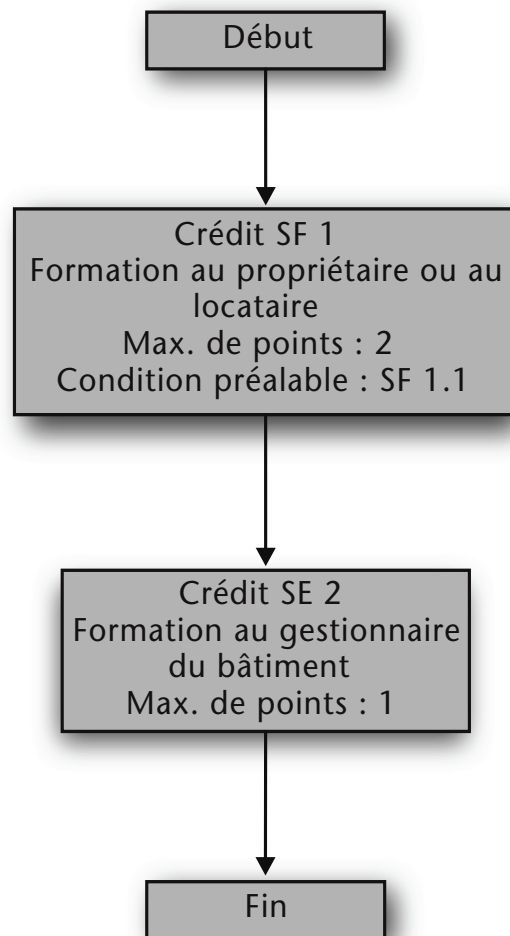 Début
Crédit SF 1
Formation au propriétaire ou au
locataire
Max. de points : 2
Condition préalable : SF 1.1
Crédit SE 2
Formation au gestionnaire
du bâtiment
Max. de points : 1
Fin